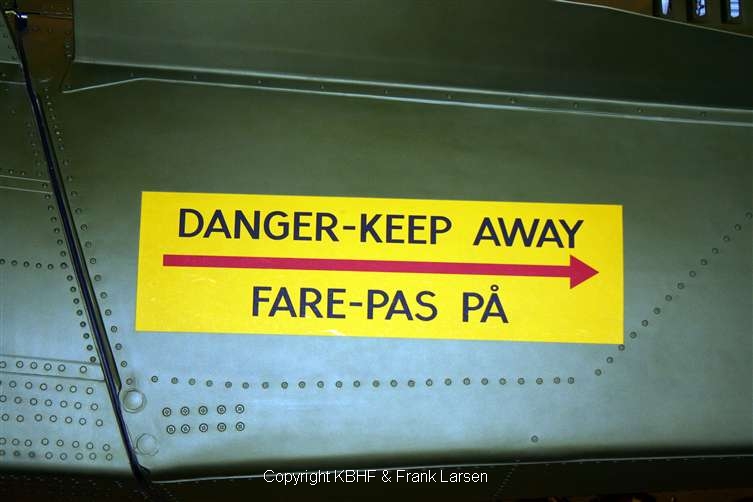 DANGER-KEEP AWAY
FARE-PAS PÅ
Copyright KBHF & Frank Larsen